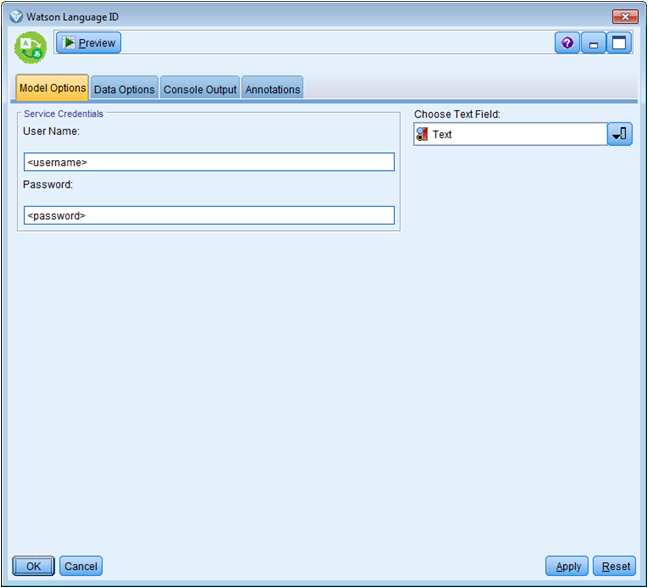 Watson Language ID
Preview
Model Options Data Options Console Output Annotations
Service Credentials
User Name:
<username>
Password:
<password>
Choose Text Field:
Text
OK Cancel Apply Reset